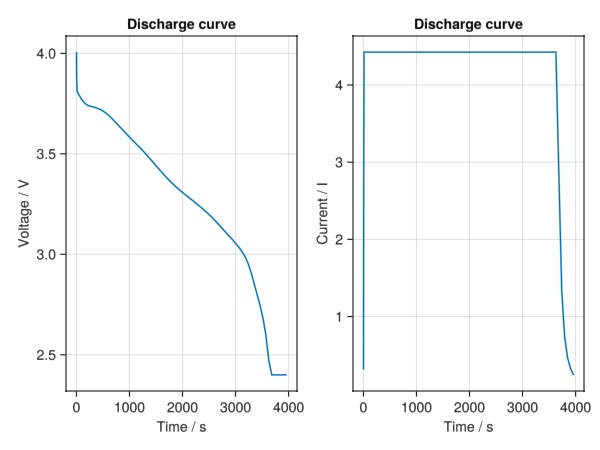 Discharge curve
Voltage / V
4.0
3.5
3.0
2.5
0 1000 2000 3000 4000
Time / s
Discharge curve
Current / I
4
3
2
1
0 1000 2000 3000 4000
Time / s